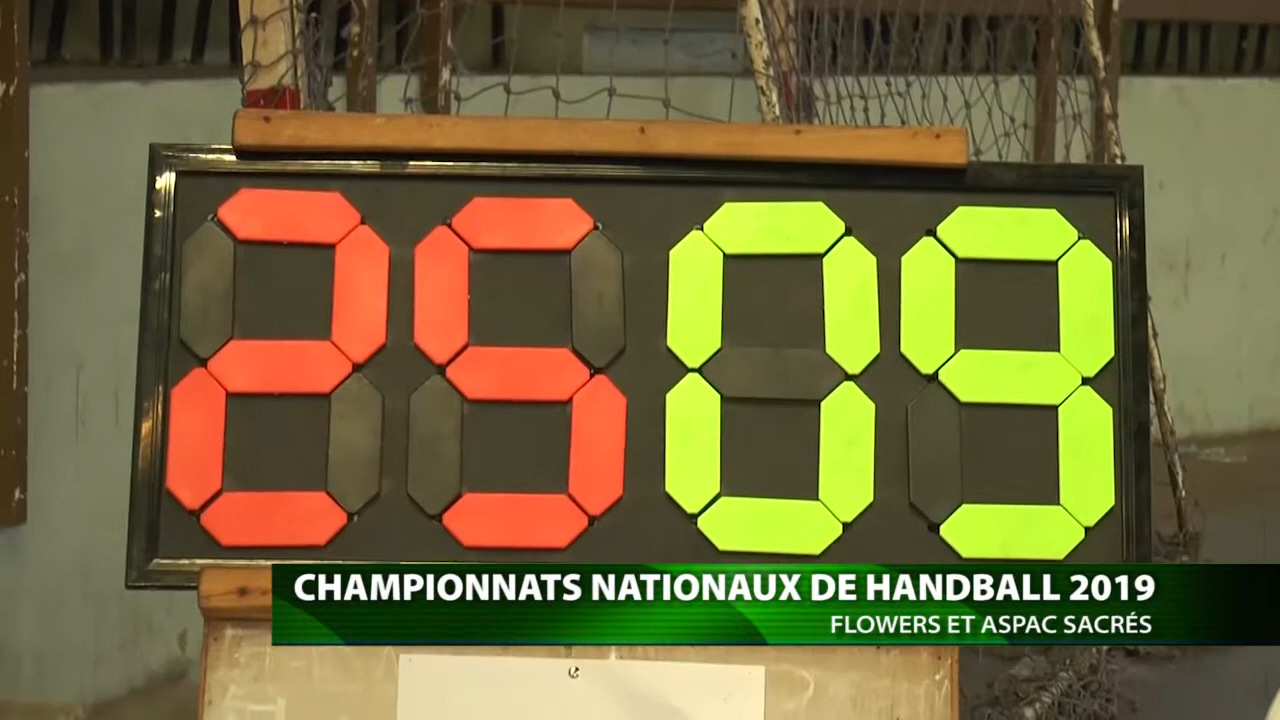 25 09
CHAMPIONNATS NATIONAUX DE HANDBALL 2019
FLOWERS ET ASPAC SACRÉS